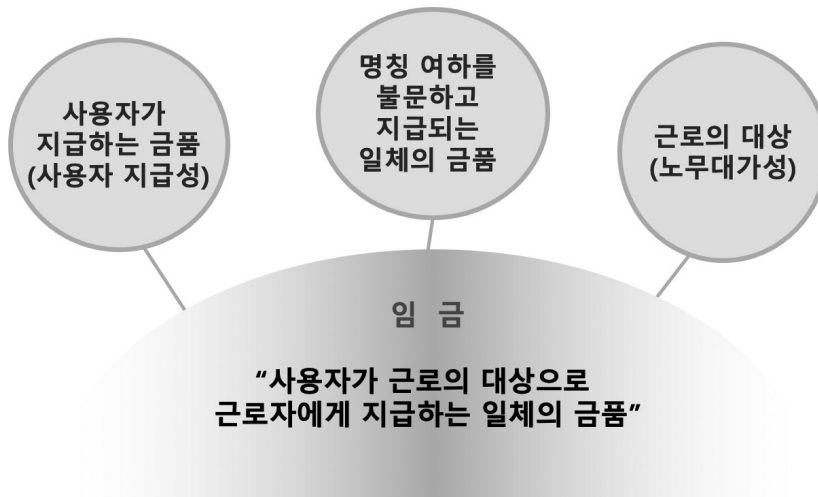 사용자가
지급하는 금품
(사용자 지급성)
명칭 여하를
불문하고
지급되는
일체의 금품
근로의 대상
(노무대가성)
임 금
“사용자가 근로의 대상으로
근로자에게 지급하는 일체의 금품”